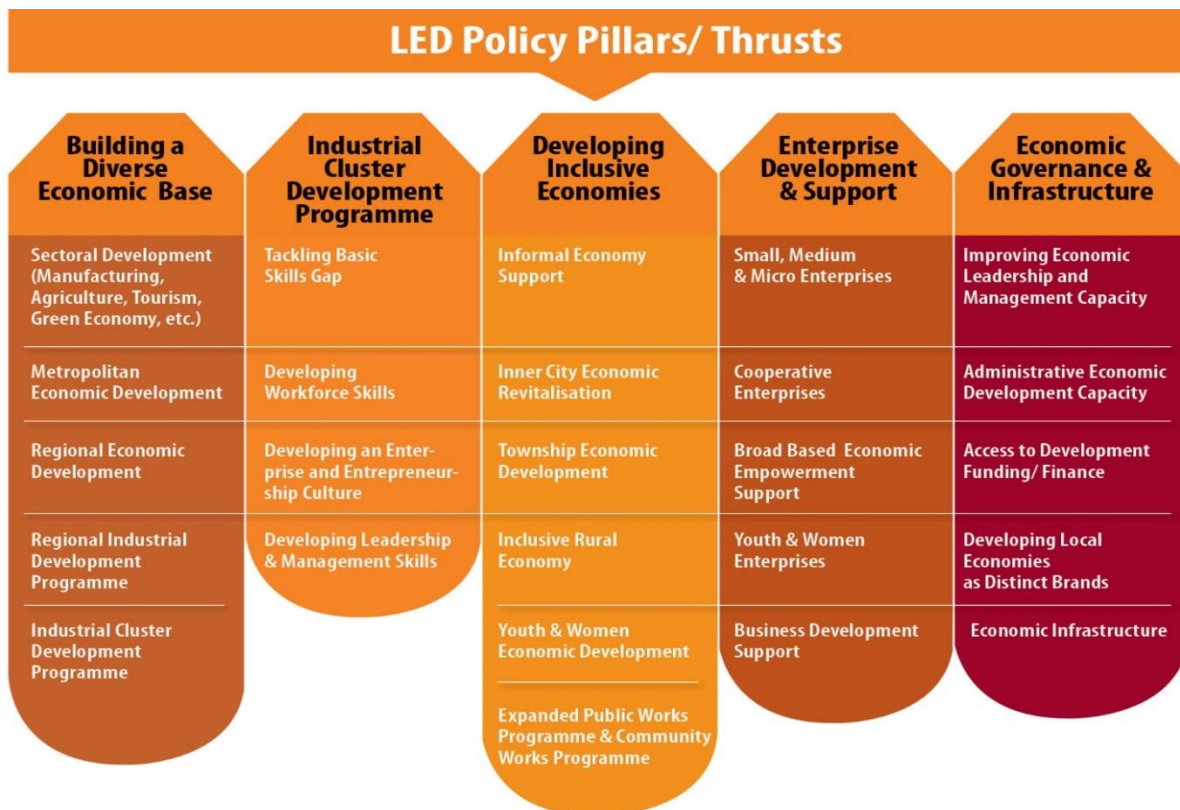 LED Policy Pillars/ Thrusts
Building a
Diverse
Economic Base
Sectoral Development
(Manufacturing,
Agriculture, Tourism,
Green Economy, etc.)
Metropolitan
Economic Development
Regional Economic
Development
Regional Industrial
Development
Programme
Industrial Cluster
Development
Programme
Industrial
Cluster
Development
Programme
Tackling Basic
Skills Gap
Developing
Workforce Skills
Developing an Enter-
prise and Entrepreneur-
ship Culture
Developing Leadership
& Management Skills
Developing
Inclusive
Economies
Informal Economy
Support
Inner City Economic
Revitalisation
Township Economic
Development
Inclusive Rural
Economy
Youth & Women
Economic Development
Expanded Public Works
Programme & Community
Works Programme
Enterprise
Development
& Support
Small, Medium
& Micro Enterprises
Cooperative
Enterprises
Broad Based Economic
Empowerment
Support
Youth & Women
Enterprises
Business Development
Support
Economic
Governance &
Infrastructure
Improving Economic
Leadership and
Management Capacity
Administrative Economic
Development Capacity
Access to Development
Funding/ Finance
Developing Local
Economies
as Distinct Brands
Economic Infrastructure